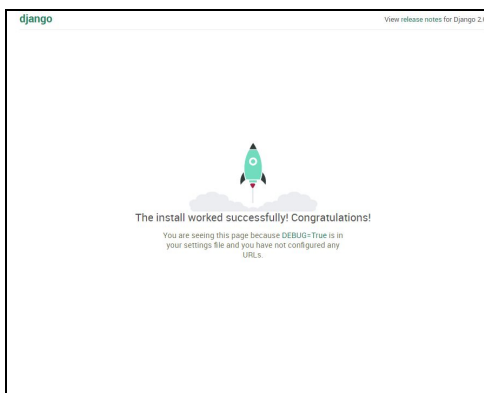 django
View release notes for Django 2.0
The install worked successfully! Congratulations!
You are seeing this page because DEBUG=True is in
your settings file and you have not configured any
URLs.